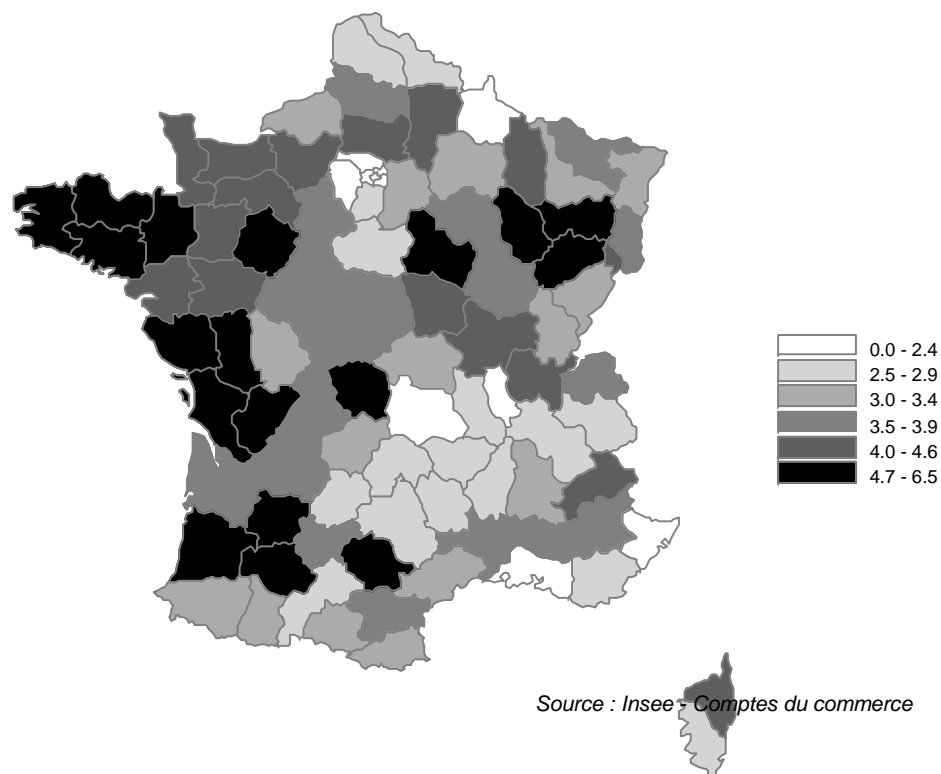 0.0 - 2.4
2.5 - 2.9
3.0 - 3.4
3.5 - 3.9
4.0 - 4.6
4.7 - 6.5
Source : Insee - Comptes du commerce